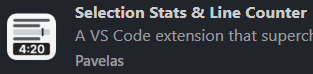 Selection Stats & Line Counter
A VS Code extension that superch
4:20
Pavelas